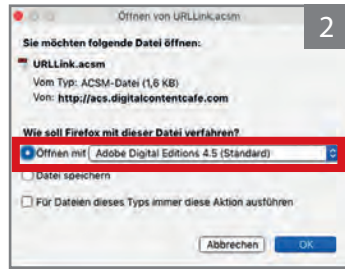 Öffnen von URLLink.acsm
2
Sie möchten folgende Datei öffnen:
URLLink.acsm
Vom Typ: ACSM-Datei (1,6 KB)
Von: http://acs.digitalcontentcafe.com
Wie soll Firefox mit dieser Datei verfahren?
Öffnen mit Adobe Digital Editions 4.5 (Standard)
Datei speichern
Für Dateien dieses Typs immer diese Aktion ausführen
Abbrechen OK